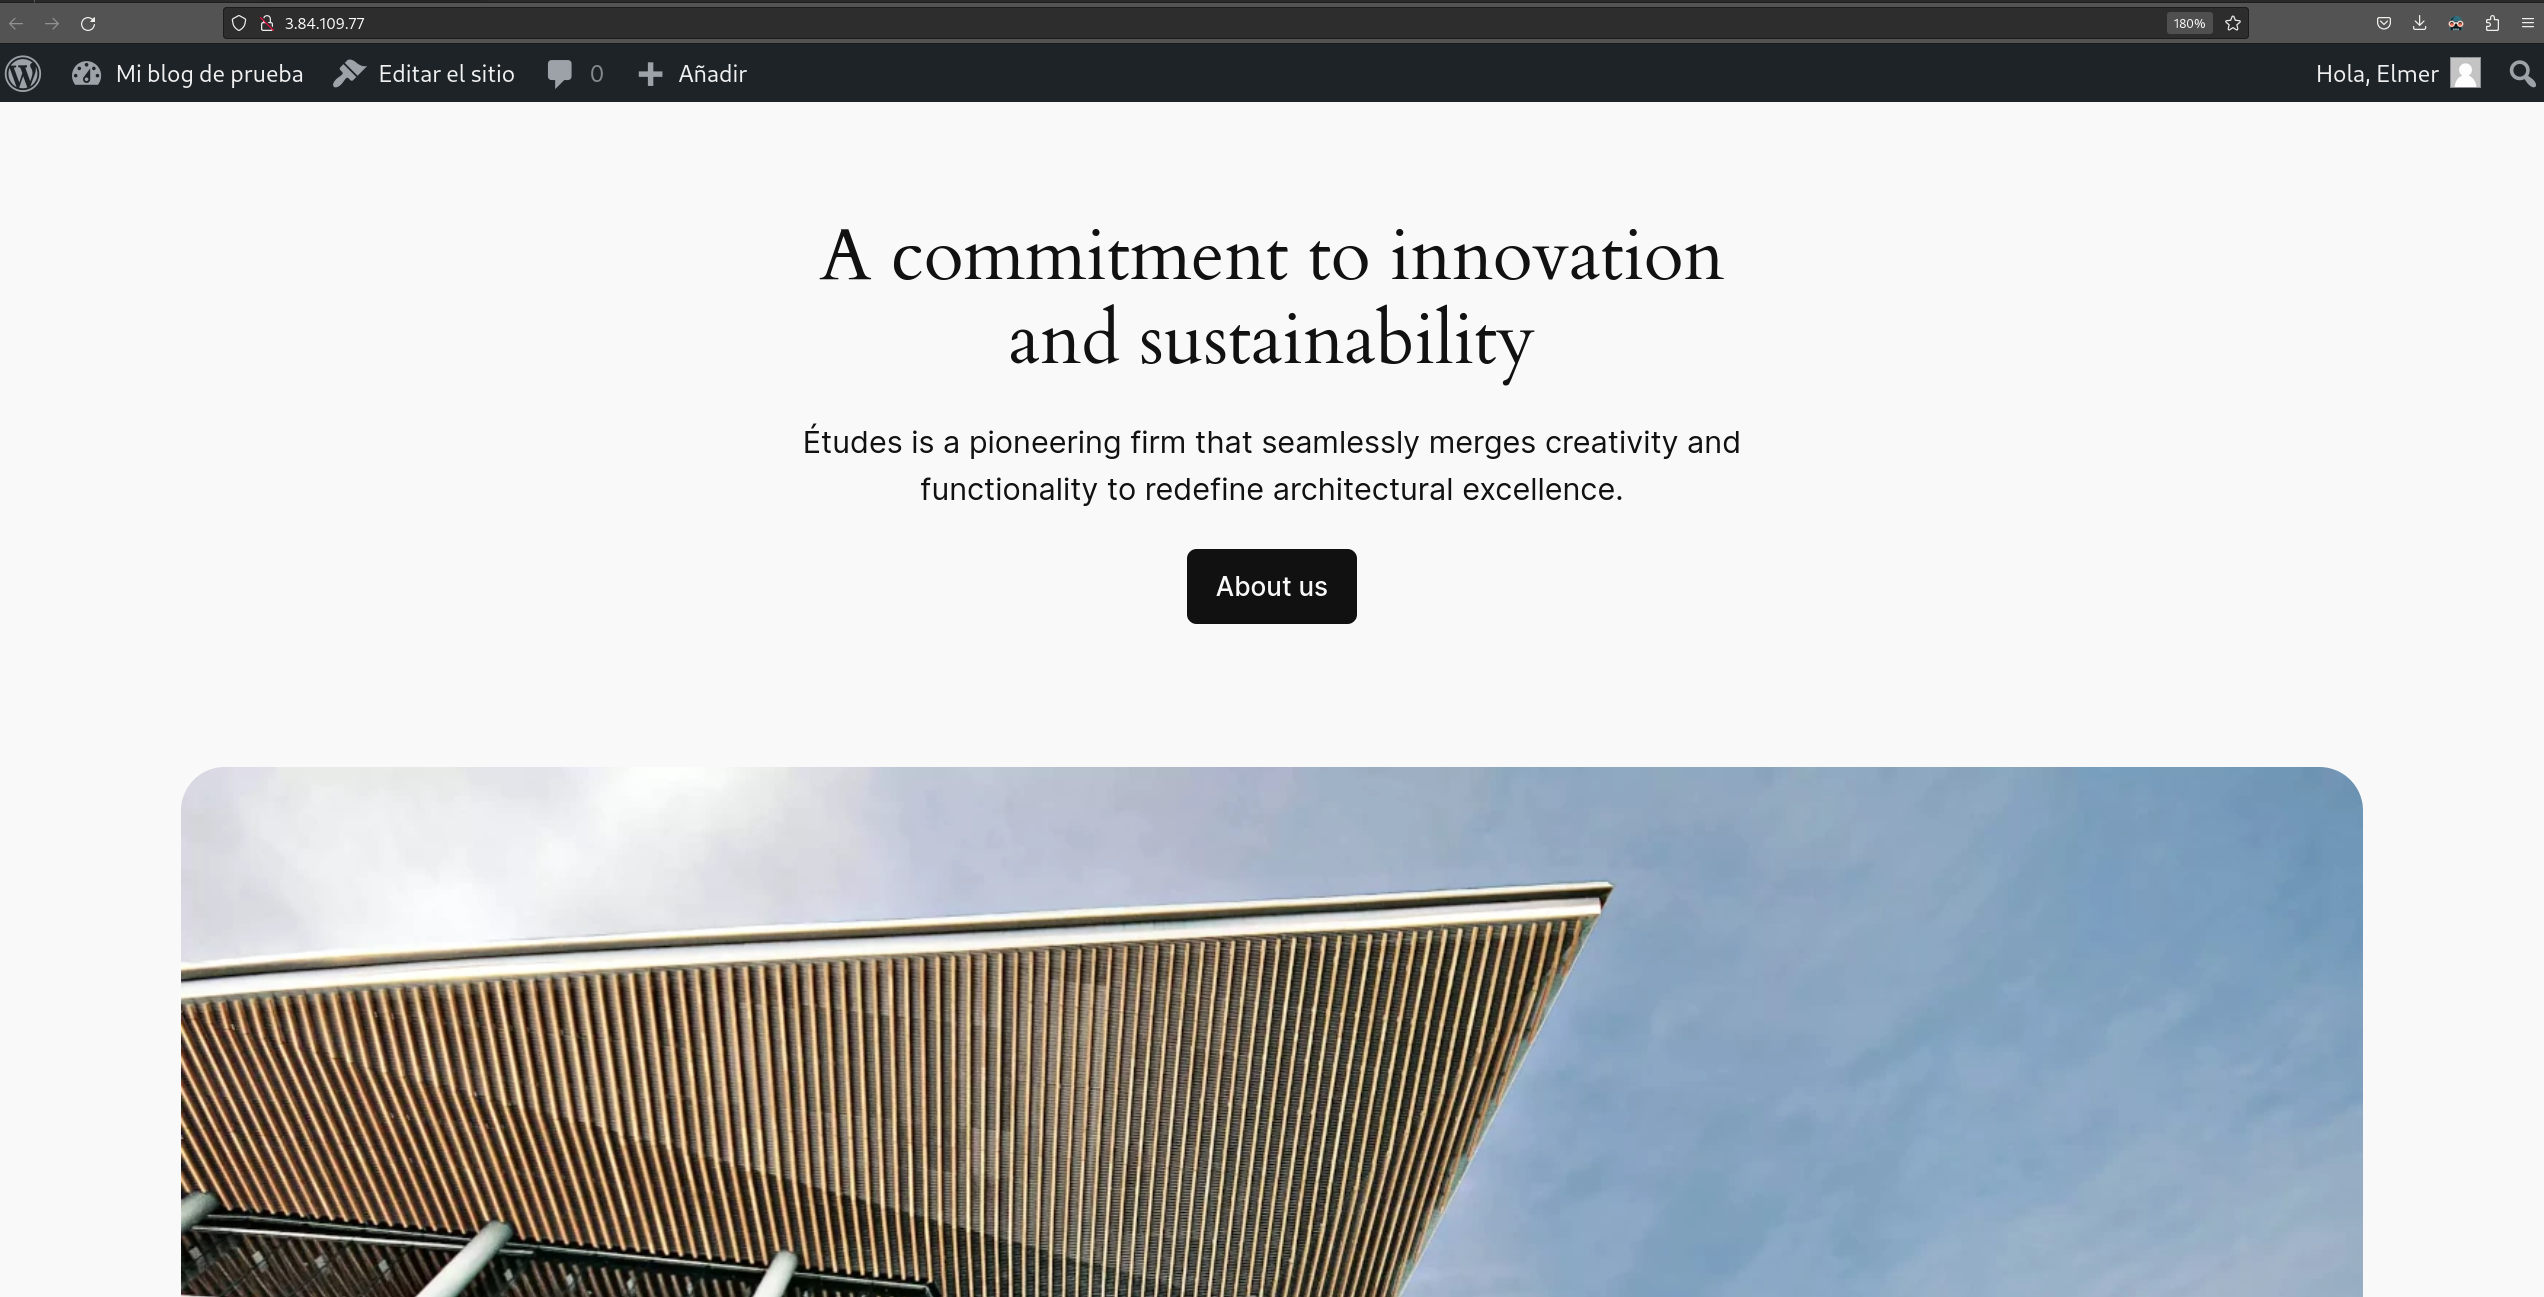 3.84.109.77
180%
Mi blog de prueba
Editar el sitio
0
Añadir
Hola, Elmer
A commitment to innovation
and sustainability
Études is a pioneering firm that seamlessly merges creativity and
functionality to redefine architectural excellence.
About us